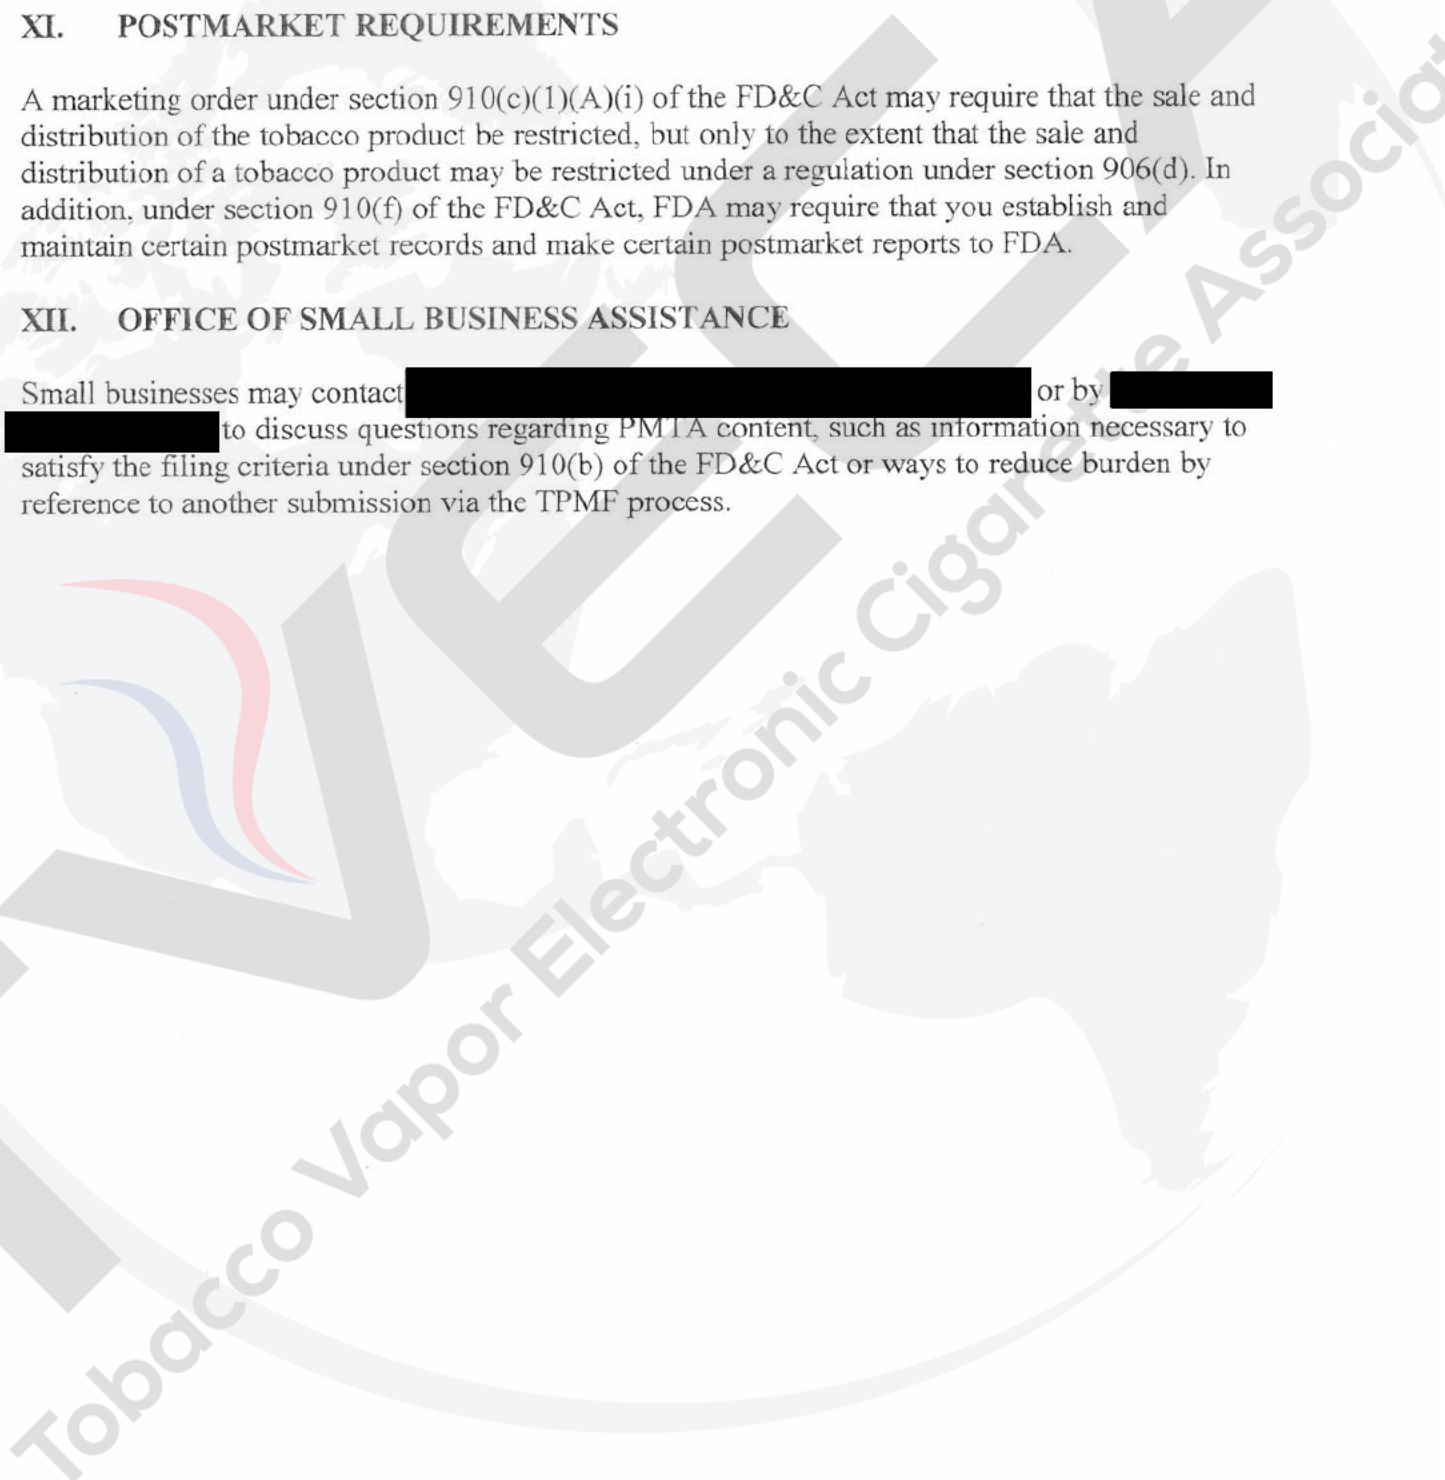 XI. POSTMARKET REQUIREMENTS
A marketing order under section 910(c)(1)(A)(i) of the FD&C Act may require that the sale and
distribution of the tobacco product be restricted, but only to the extent that the sale and
distribution of a tobacco product may be restricted under a regulation under section 906(d). In
addition, under section 910(f) of the FD&C Act, FDA may require that you establish and
maintain certain postmarket records and make certain postmarket reports to FDA.
XII. OFFICE OF SMALL BUSINESS ASSISTANCE
Small businesses may contact or by
to discuss questions regarding PMTA content, such as information necessary to
satisfy the filing criteria under section 910(b) of the FD&C Act or ways to reduce burden by
reference to another submission via the TPMF process.
TVECA
Tobacco Vapor Electronic Cigarette Associat